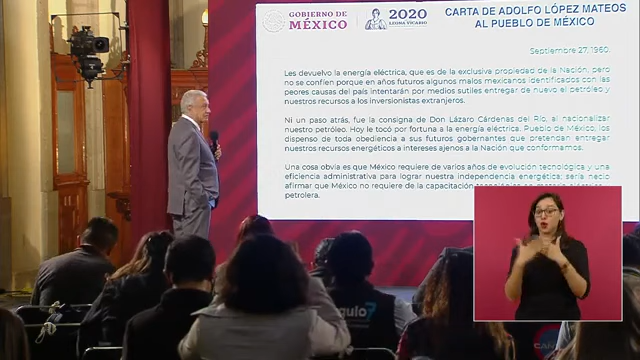 GOBIERNO DE
MÉXICO
2020
LEONA VICARIO
CARTA DE ADOLFO LÓPEZ MATEOS
AL PUEBLO DE MÉXICO
Septiembre 27, 1960.
Les devuelvo la energía eléctrica, que es de la exclusiva propiedad de la Nación, pero
no se confíen porque en años futuros algunos malos mexicanos identificados con las
peores causas del país intentarán por medios sutiles entregar de nuevo el petróleo y
nuestros recursos a los inversionistas extranjeros.
Ni un paso atrás, fue la consigna de Don Lázaro Cárdenas del Río, al nacionalizar
nuestro petróleo. Hoy le tocó por fortuna a la energía eléctrica. Pueblo de México, los
dispenso de toda obediencia a sus futuros gobernantes que pretendan entregar
nuestros recursos energéticos a intereses ajenos a la Nación que conformamos.
Una cosa obvia es que México requiere de varios años de evolución tecnológica y una
eficiencia administrativa para lograr nuestra independencia energética; sería necio
afirmar que México no requiere de la capacitación
petrolera.